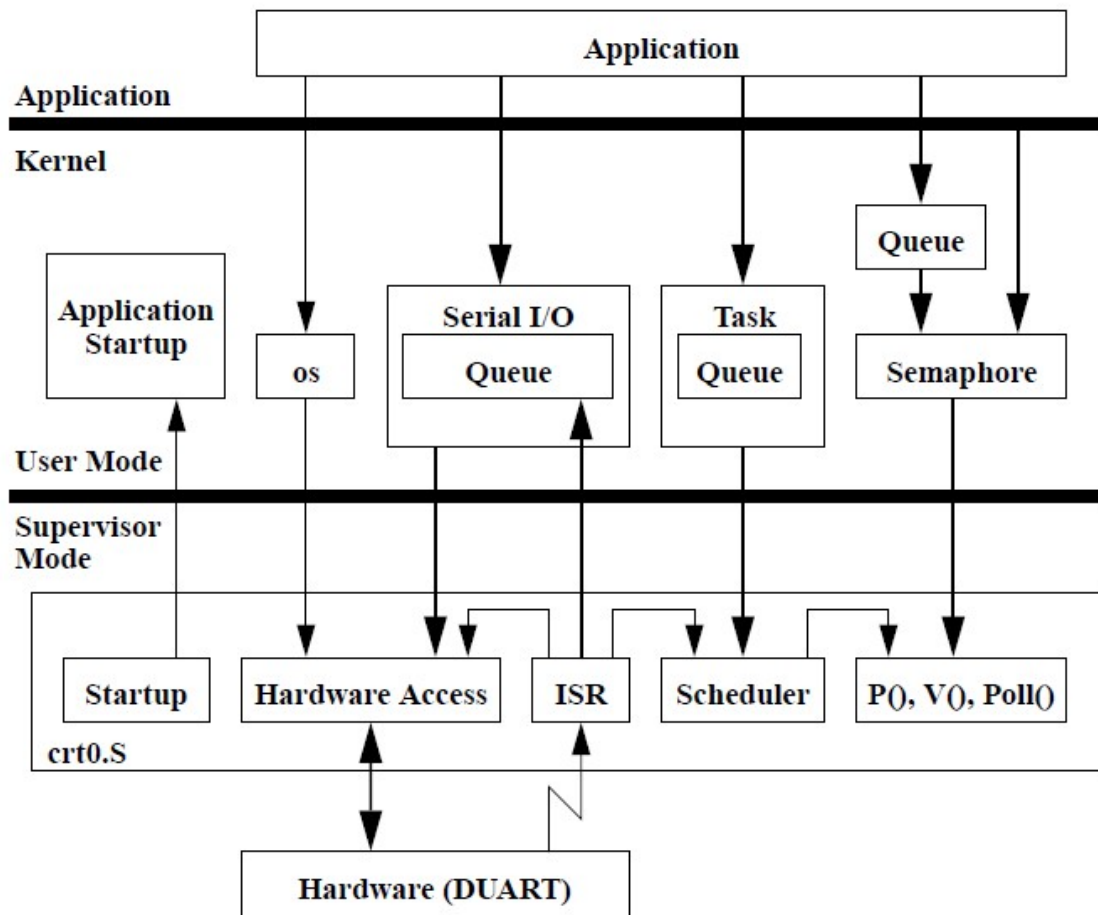 Application
Application
Kernel
Queue
Application
Startup
Serial I/O
Task
os
Queue
Queue
Semaphore
User Mode
Supervisor
Mode
Startup
Hardware Access
ISR
Scheduler
P(), V(), Poll()
crt0.S
Hardware (DUART)